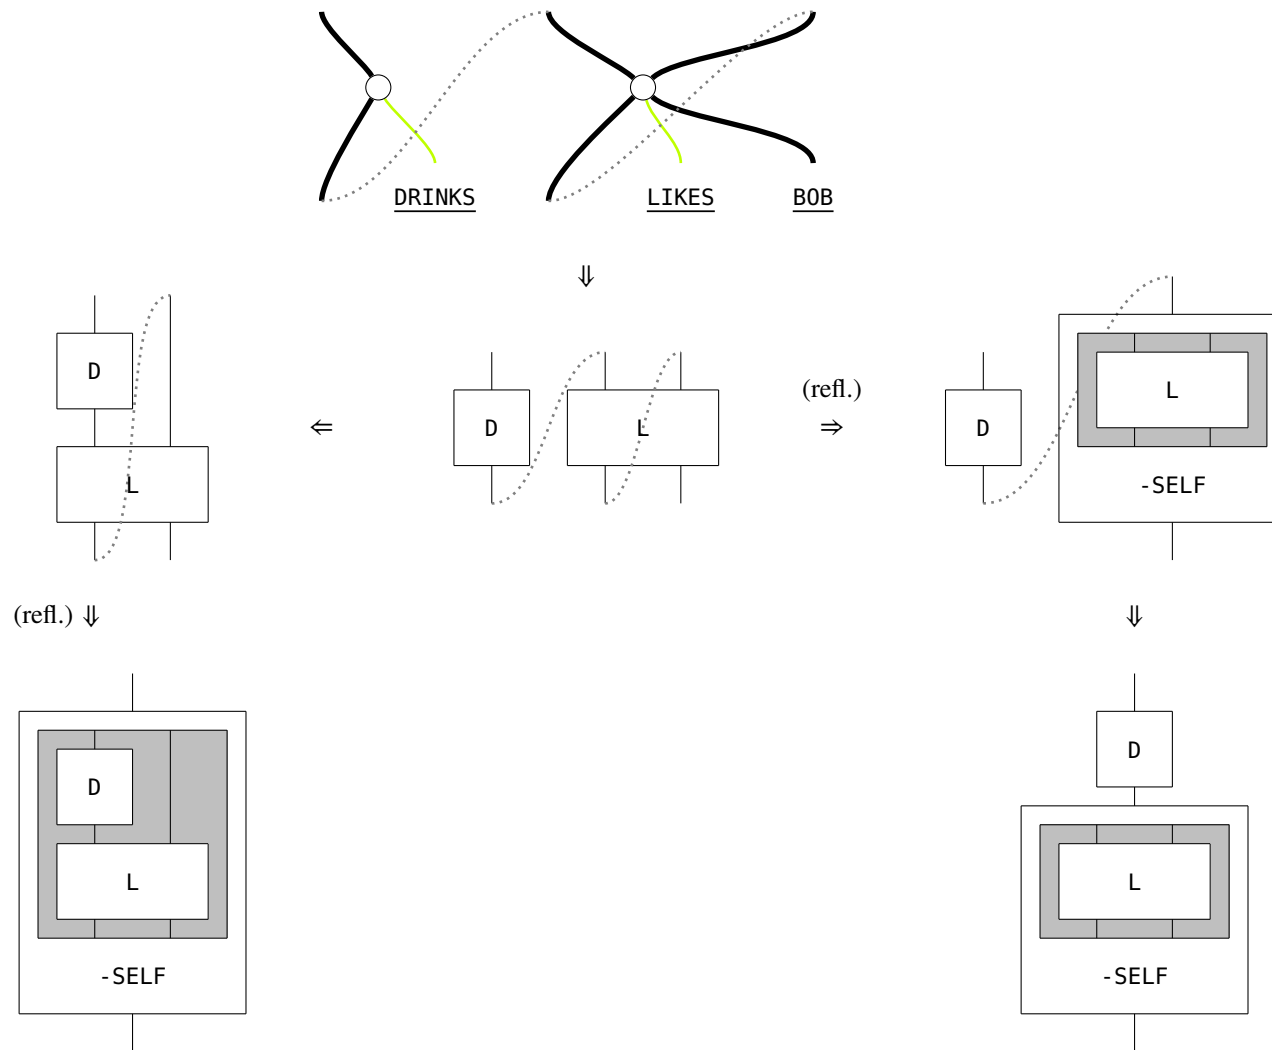 DRINKS LIKES BOB
⇓
D
L
⇐
D L
(refl.)
⇒
D
L
-SELF
(refl.) ⇓
⇓
D
L
-SELF
D
L
-SELF